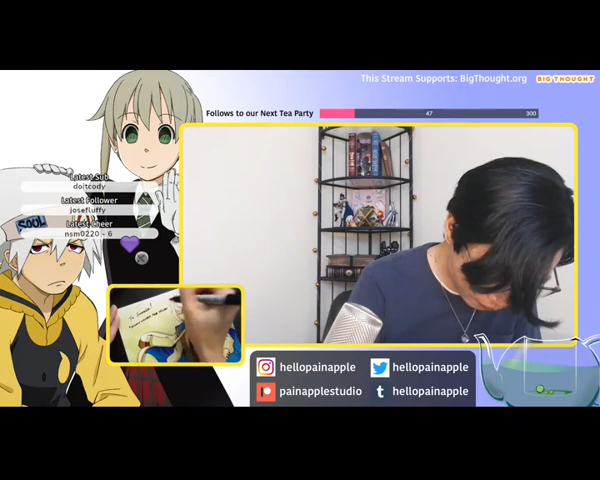 This Stream Supports: BigThought.org
BIG THOUGHT
Follows to our Next Tea Party
47
300
Latest Sub
doitcody
Latest Follower
josefluffy
Latest Cheer
nsm0220 - 6
SOUL
hellopainapple
hellopainapple
painapplestudio
hellopainapple